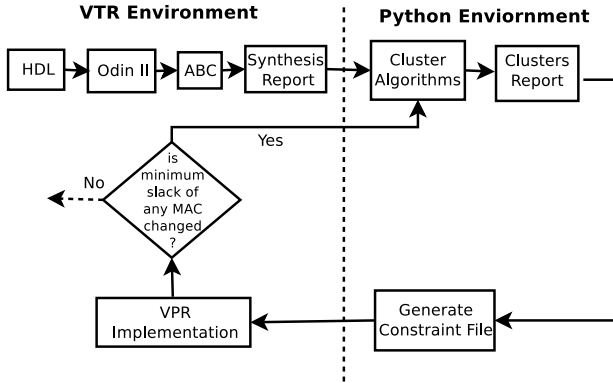 VTR Environment
Python Enviornment
HDL
Odin II
ABC
Synthesis
Report
Cluster
Algorithms
Clusters
Report
Yes
No
is
minimum
slack of
any MAC
changed
?
VPR
Implementation
Generate
Constraint File